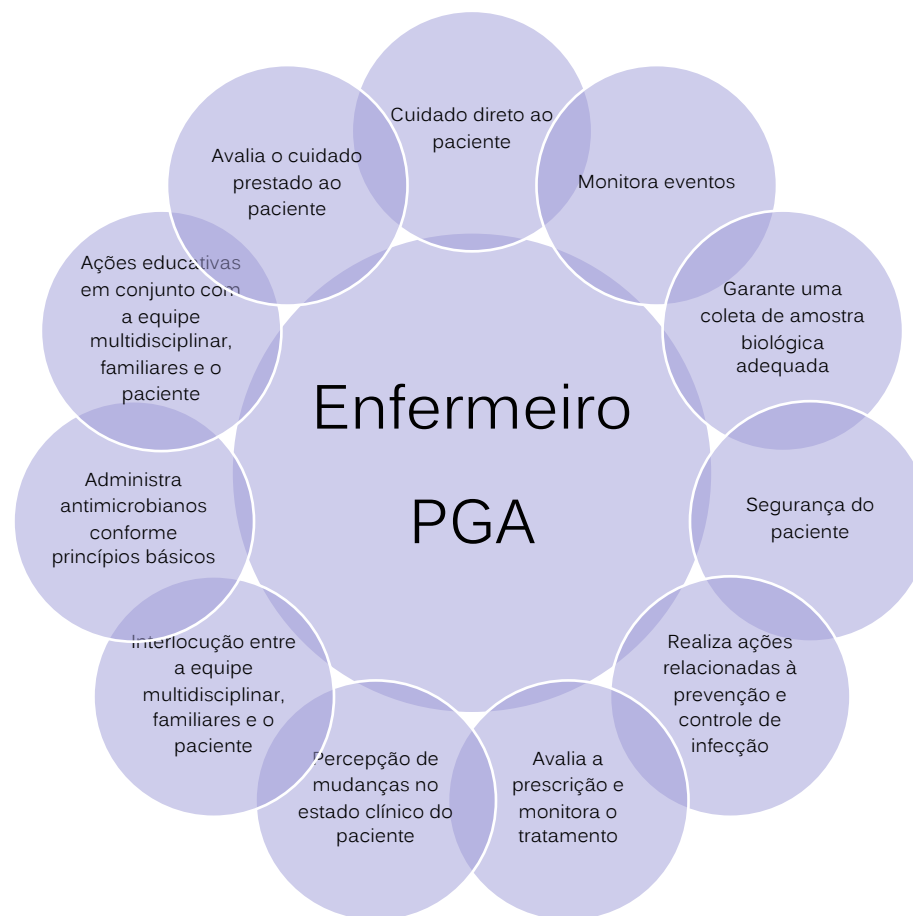 Cuidado direto ao
paciente
Monitora eventos
Garante uma
coleta de amostra
biológica
adequada
Segurança do
paciente
Realiza ações
relacionadas à
prevenção e
controle de
infecção
Avalia a
prescrição e
monitora o
tratamento
Percepção de
mudanças no
estado clínico do
paciente
Interlocução entre
a equipe
multidisciplinar,
familiares e o
paciente
Administra
antimicrobianos
conforme
princípios básicos
Ações educativas
em conjunto com
a equipe
multidisciplinar,
familiares e o
paciente
Avalia o cuidado
prestado ao
paciente
Enfermeiro
PGA